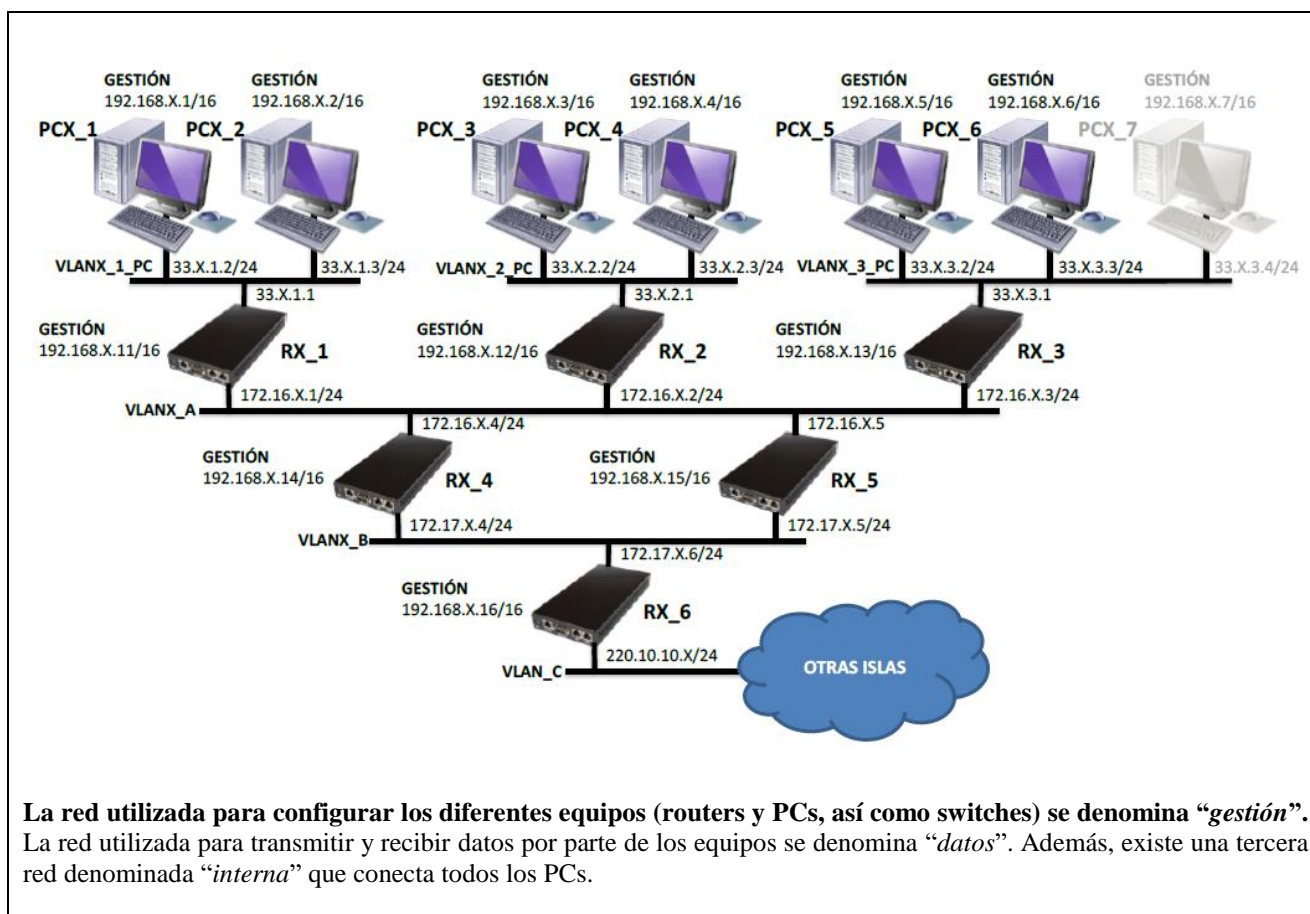 GESTIÓN
192.168.X.1/16
GESTIÓN
192.168.X.2/16
GESTIÓN
192.168.X.3/16
GESTIÓN
192.168.X.4/16
GESTIÓN
192.168.X.5/16
GESTIÓN
192.168.X.6/16
GESTIÓN
192.168.X.7/16
PCX_1
PCX_2
PCX_3
PCX_4
PCX_5
PCX_6
PCX_7
VLANX_1_PC
33.X.1.2/24
33.X.1.3/24
VLANX_2_PC
33.X.2.2/24
33.X.2.3/24
VLANX_3_PC
33.X.3.2/24
33.X.3.3/24
33.X.3.4/24
33.X.1.1
33.X.2.1
33.X.3.1
GESTIÓN
192.168.X.11/16
RX_1
GESTIÓN
192.168.X.12/16
RX_2
GESTIÓN
192.168.X.13/16
RX_3
172.16.X.1/24
172.16.X.2/24
172.16.X.3/24
VLANX_A
172.16.X.4/24
172.16.X.5
GESTIÓN
192.168.X.14/16
RX_4
GESTIÓN
192.168.X.15/16
RX_5
172.17.X.4/24
172.17.X.5/24
VLANX_B
172.17.X.6/24
GESTIÓN
192.168.X.16/16
RX_6
220.10.10.X/24
VLAN_C
OTRAS ISLAS
La red utilizada para configurar los diferentes equipos (routers y PCs, así como switches) se denomina “gestión”.
La red utilizada para transmitir y recibir datos por parte de los equipos se denomina “datos”. Además, existe una tercera
red denominada “interna” que conecta todos los PCs.